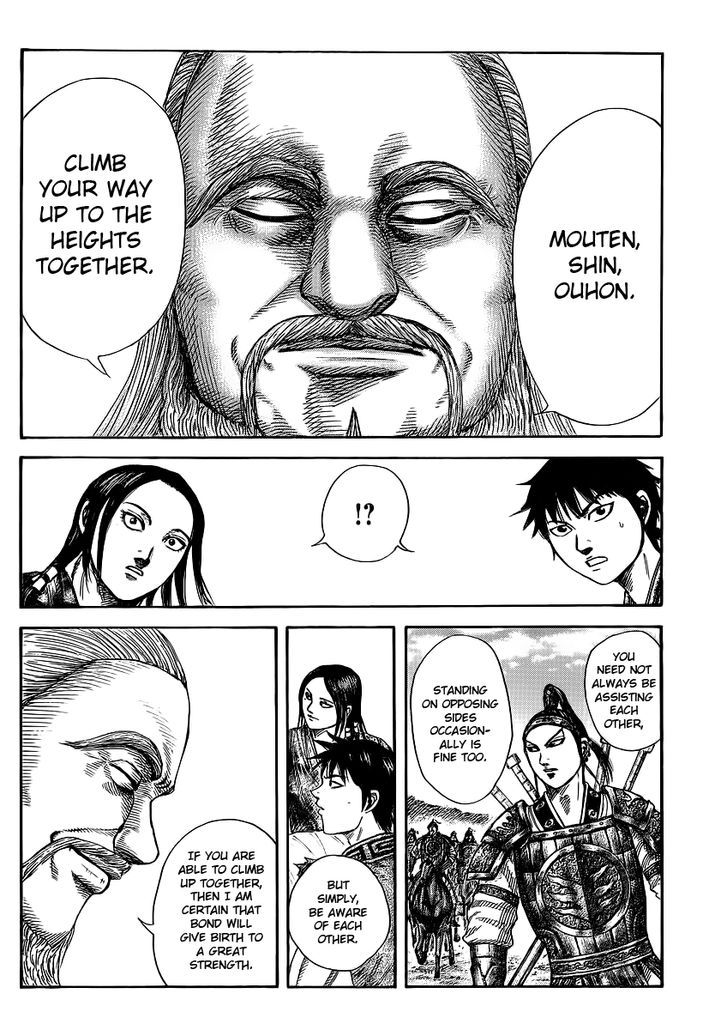 MOUTEN,
SHIN,
OUHON.
CLIMB
YOUR WAY
UP TO THE
HEIGHTS
TOGETHER.
!?
YOU
NEED NOT
ALWAYS BE
ASSISTING
EACH
OTHER,
STANDING
ON OPPOSING
SIDES
OCCASION-
ALLY IS
FINE TOO.
BUT
SIMPLY,
BE AWARE
OF EACH
OTHER.
IF YOU ARE
ABLE TO CLIMB
UP TOGETHER,
THEN I AM
CERTAIN THAT
BOND WILL
GIVE BIRTH TO
A GREAT
STRENGTH.